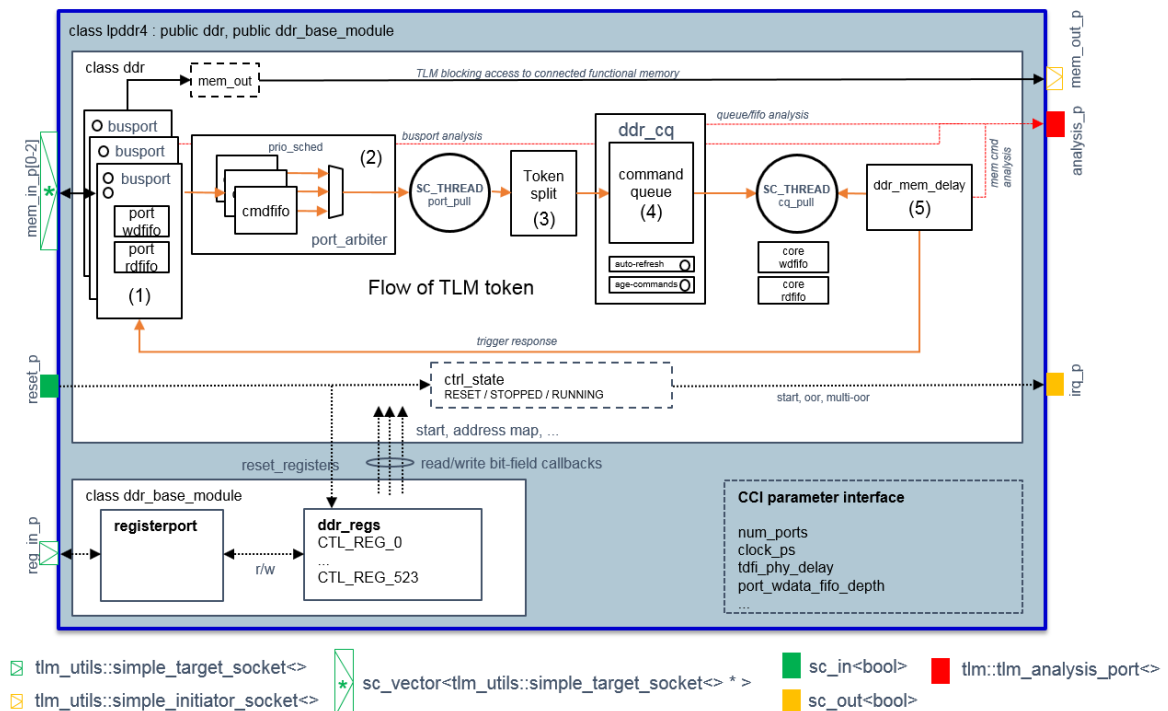 class lpddr4 : public ddr, public ddr_base_module
mem_out_p
class ddr
mem_out
TLM blocking access to connected functional memory
busport
busport
busport
port
wdfifo
port
rdfifo
(1)
mem_in_p[0-2]
*
busport analysis
queue/fifo analysis
analysis_p
mem cmd
analysis
prio_sched
(2)
cmdfifo
port_arbiter
SC_THREAD
port_pull
Token
split
(3)
ddr_cq
command
queue
(4)
auto-refresh
age-commands
SC_THREAD
cq_pull
core
wdfifo
core
rdfifo
ddr_mem_delay
(5)
Flow of TLM token
trigger response
reset_p
ctrl_state
RESET / STOPPED / RUNNING
start, oor, multi-oor
irq_p
start, address map, ...
reset_registers
read/write bit-field callbacks
class ddr_base_module
registerport
r/w
ddr_regs
CTL_REG_0
...
CTL_REG_523
reg_in_p
CCI parameter interface
num_ports
clock_ps
tdfi_phy_delay
port_wdata_fifo_depth
...
tlm_utils::simple_target_socket<>
tlm_utils::simple_initiator_socket<>
*
sc_vector<tlm_utils::simple_target_socket<> * >
sc_in<bool>
sc_out<bool>
tlm::tlm_analysis_port<>